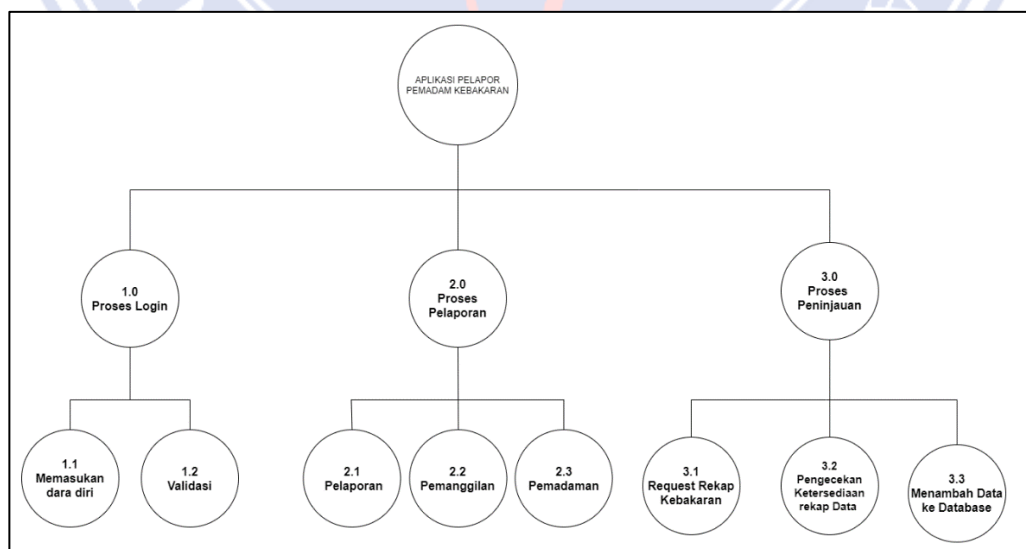 APLIKASI PELAPOR
PEMADAM KEBAKARAN
1.0
Proses Login
2.0
Proses
Pelaporan
3.0
Proses
Peninjauan
1.1
Memasukan
dara diri
1.2
Validasi
2.1
Pelaporan
2.2
Pemanggilan
2.3
Pemadaman
3.1
Request Rekap
Kebakaran
3.2
Pengecekan
Ketersediaan
rekap Data
3.3
Menambah Data
ke Database